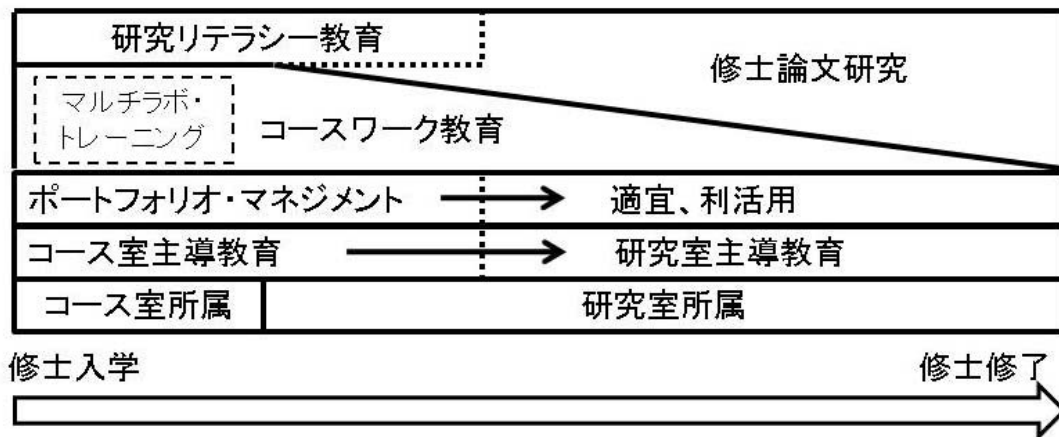 研究リテラシー教育
修士論文研究
マルチラボ・
トレーニング
コースワーク教育
ポートフォリオ・マネジメント
適宜、利活用
コース室主導教育
研究室主導教育
コース室所属
研究室所属
修士入学
修士修了